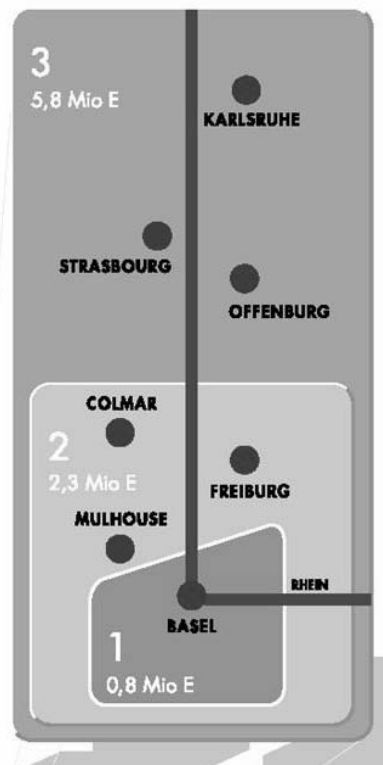 3
5,8 Mio E
KARLSRUHE
STRASBOURG
OFFENBURG
COLMAR
2
2,3 Mio E
FREIBURG
MULHOUSE
RHEIN
BASEL
1
0,8 Mio E